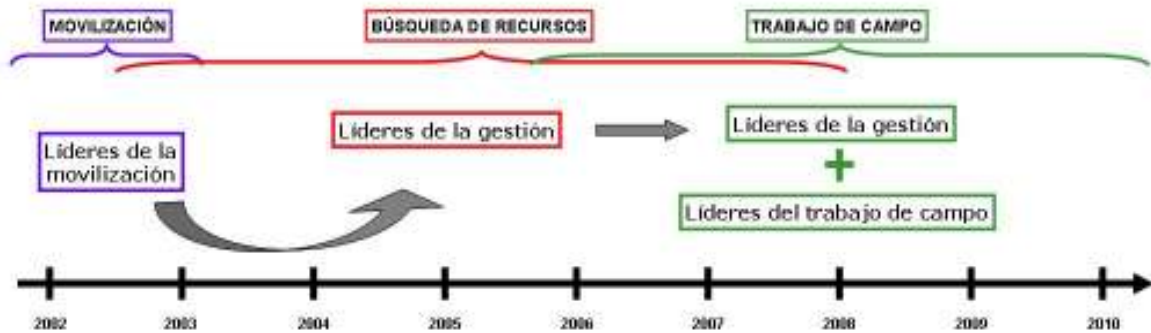 MOVILIZACIÓN
BÚSQUEDA DE RECURSOS
TRABAJO DE CAMPO
Líderes de la gestión
Líderes de la gestión
Líderes de la
movilización
+
Líderes del trabajo de campo
2002 2003 2004 2005 2006 2007 2008 2009 2010